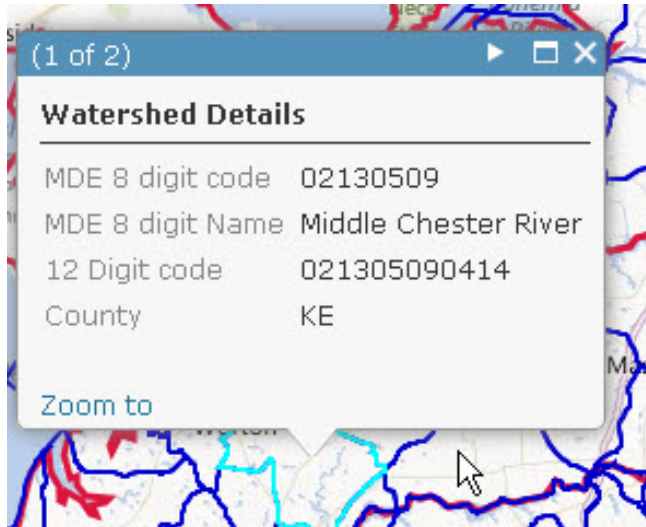 (1 of 2)
Watershed Details
MDE 8 digit code 02130509
MDE 8 digit Name Middle Chester River
12 Digit code 021305090414
County KE
Zoom to